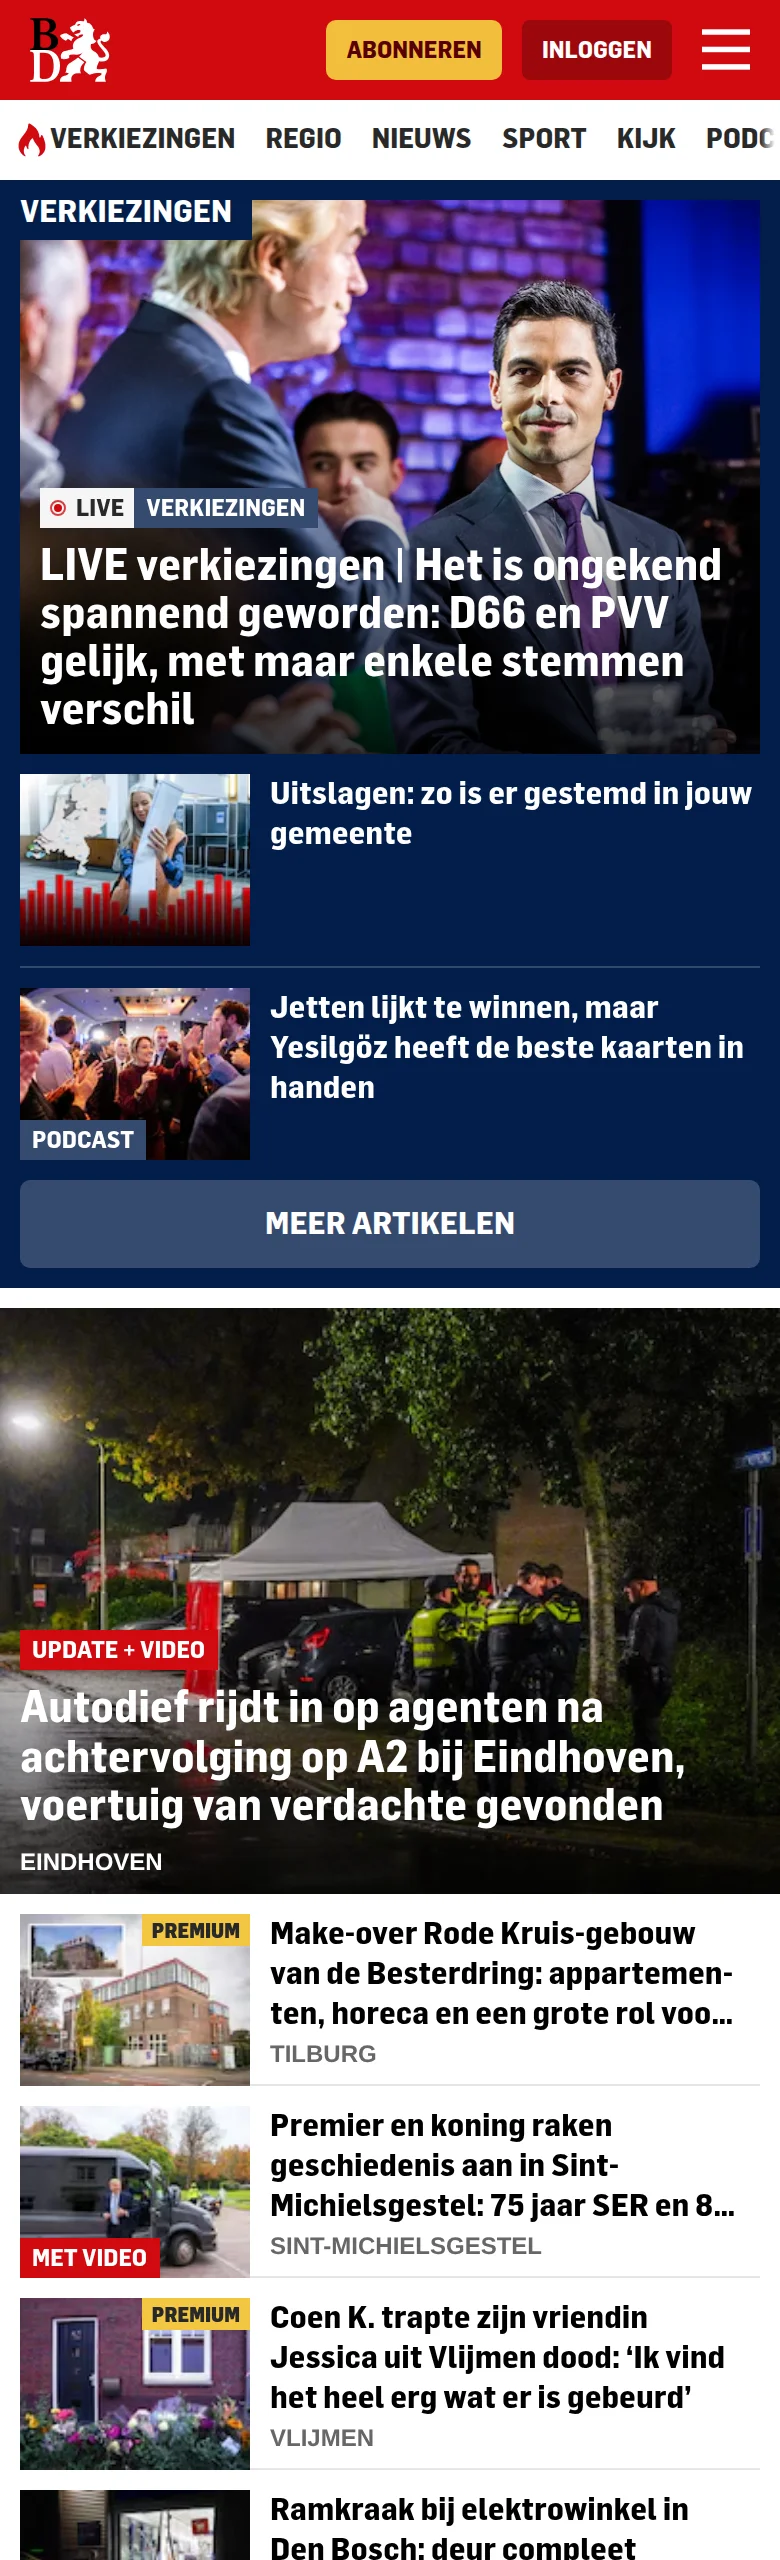 BD
ABONNEREN
INLOGGEN
VERKIEZINGEN
REGIO
NIEUWS
SPORT
KIJK
PODC
VERKIEZINGEN
LIVE
VERKIEZINGEN
LIVE verkiezingen | Het is ongekend
spannend geworden: D66 en PVV
gelijk, met maar enkele stemmen
verschil
Uitslagen: zo is er gestemd in jouw
gemeente
Jetten lijkt te winnen, maar
Yesilgöz heeft de beste kaarten in
handen
PODCAST
MEER ARTIKELEN
UPDATE + VIDEO
Autodief rijdt in op agenten na
achtervolging op A2 bij Eindhoven,
voertuig van verdachte gevonden
EINDHOVEN
PREMIUM
Make-over Rode Kruis-gebouw
van de Besterdring: appartemen-
ten, horeca en een grote rol voo...
TILBURG
Premier en koning raken
geschiedenis aan in Sint-
Michielsgestel: 75 jaar SER en 8...
SINT-MICHIELSGESTEL
MET VIDEO
PREMIUM
Coen K. trapte zijn vriendin
Jessica uit Vlijmen dood: ‘Ik vind
het heel erg wat er is gebeurd’
VLIJMEN
Ramkraak bij elektrowinkel in
Den Bosch: deur compleet